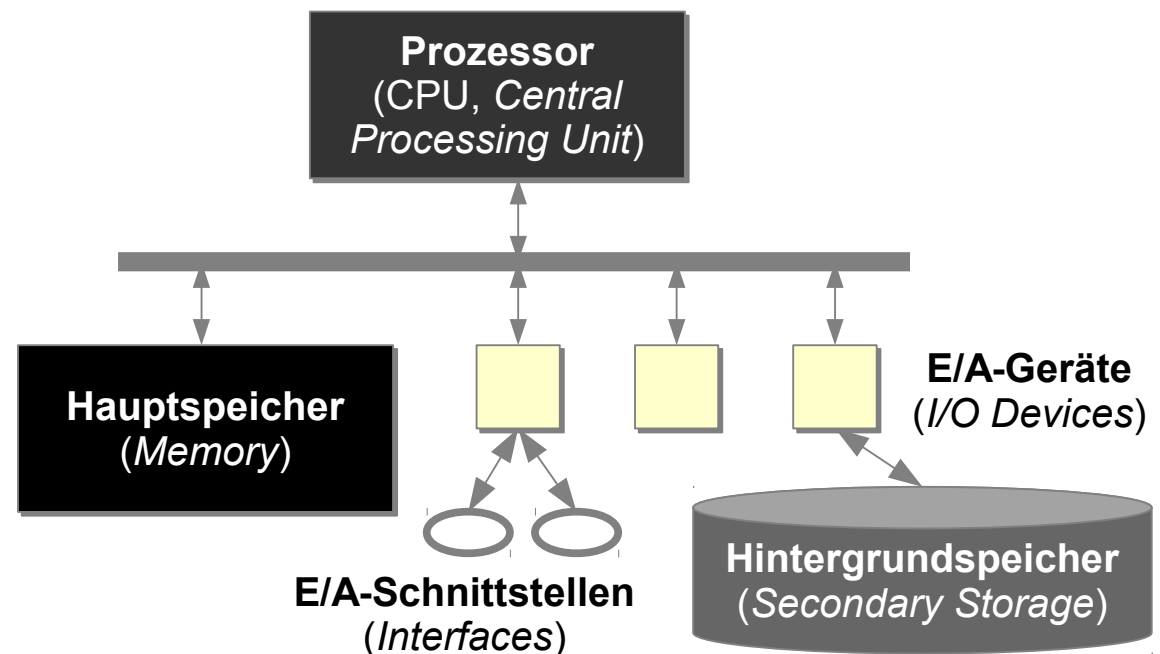 Prozessor
(CPU, Central
Processing Unit)
Hauptspeicher
(Memory)
E/A-Geräte
(I/O Devices)
E/A-Schnittstellen
(Interfaces)
Hintergrundspeicher
(Secondary Storage)